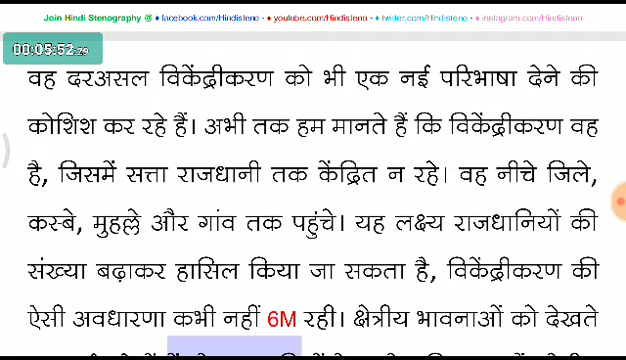 Join Hindi Stenography @ facebook.com/Hindisteno - youtube.com/Hindisteno - twitter.com/Hindisteno - instagram.com/Hindisteno
00:05:52:29
वह दरअसल विकेंद्रीकरण को भी एक नई परिभाषा देने की
कोशिश कर रहे हैं। अभी तक हम मानते हैं कि विकेंद्रीकरण वह
है, जिसमें सत्ता राजधानी तक केंद्रित न रहे। वह नीचे जिले,
कस्बे, मुहल्ले और गांव तक पहुंचे। यह लक्ष्य राजधानियों की
संख्या बढ़ाकर हासिल किया जा सकता है, विकेंद्रीकरण की
ऐसी अवधारणा कभी नहीं 6M रही। क्षेत्रीय भावनाओं को देखते